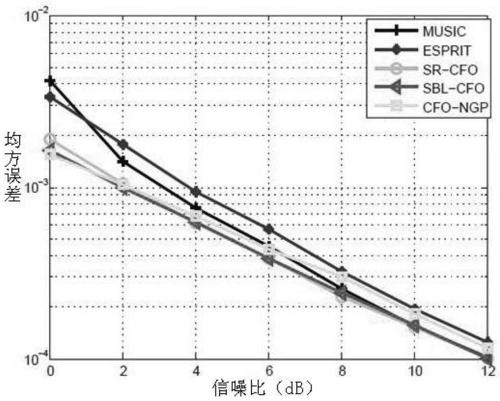 10⁻²
MUSIC
ESPRIT
SR-CFO
SBL-CFO
CFO-NGP
均方误差
10⁻³
10⁻⁴
0 2 4 6 8 10 12
信噪比（dB）